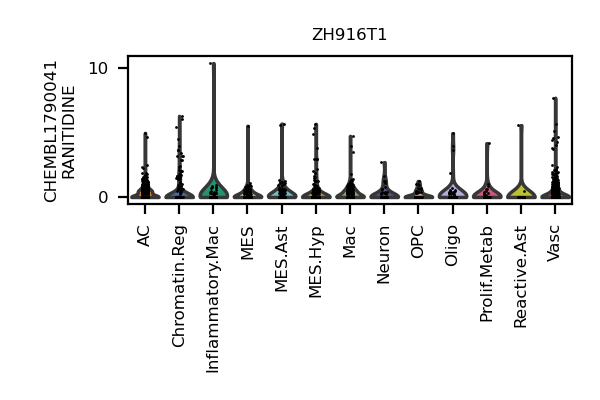 ZH916T1
CHEMBL1790041
RANITIDINE
10
0
AC
Chromatin.Reg
Inflammatory.Mac
MES
MES.Ast
MES.Hyp
Mac
Neuron
OPC
Oligo
Prolif.Metab
Reactive.Ast
Vasc